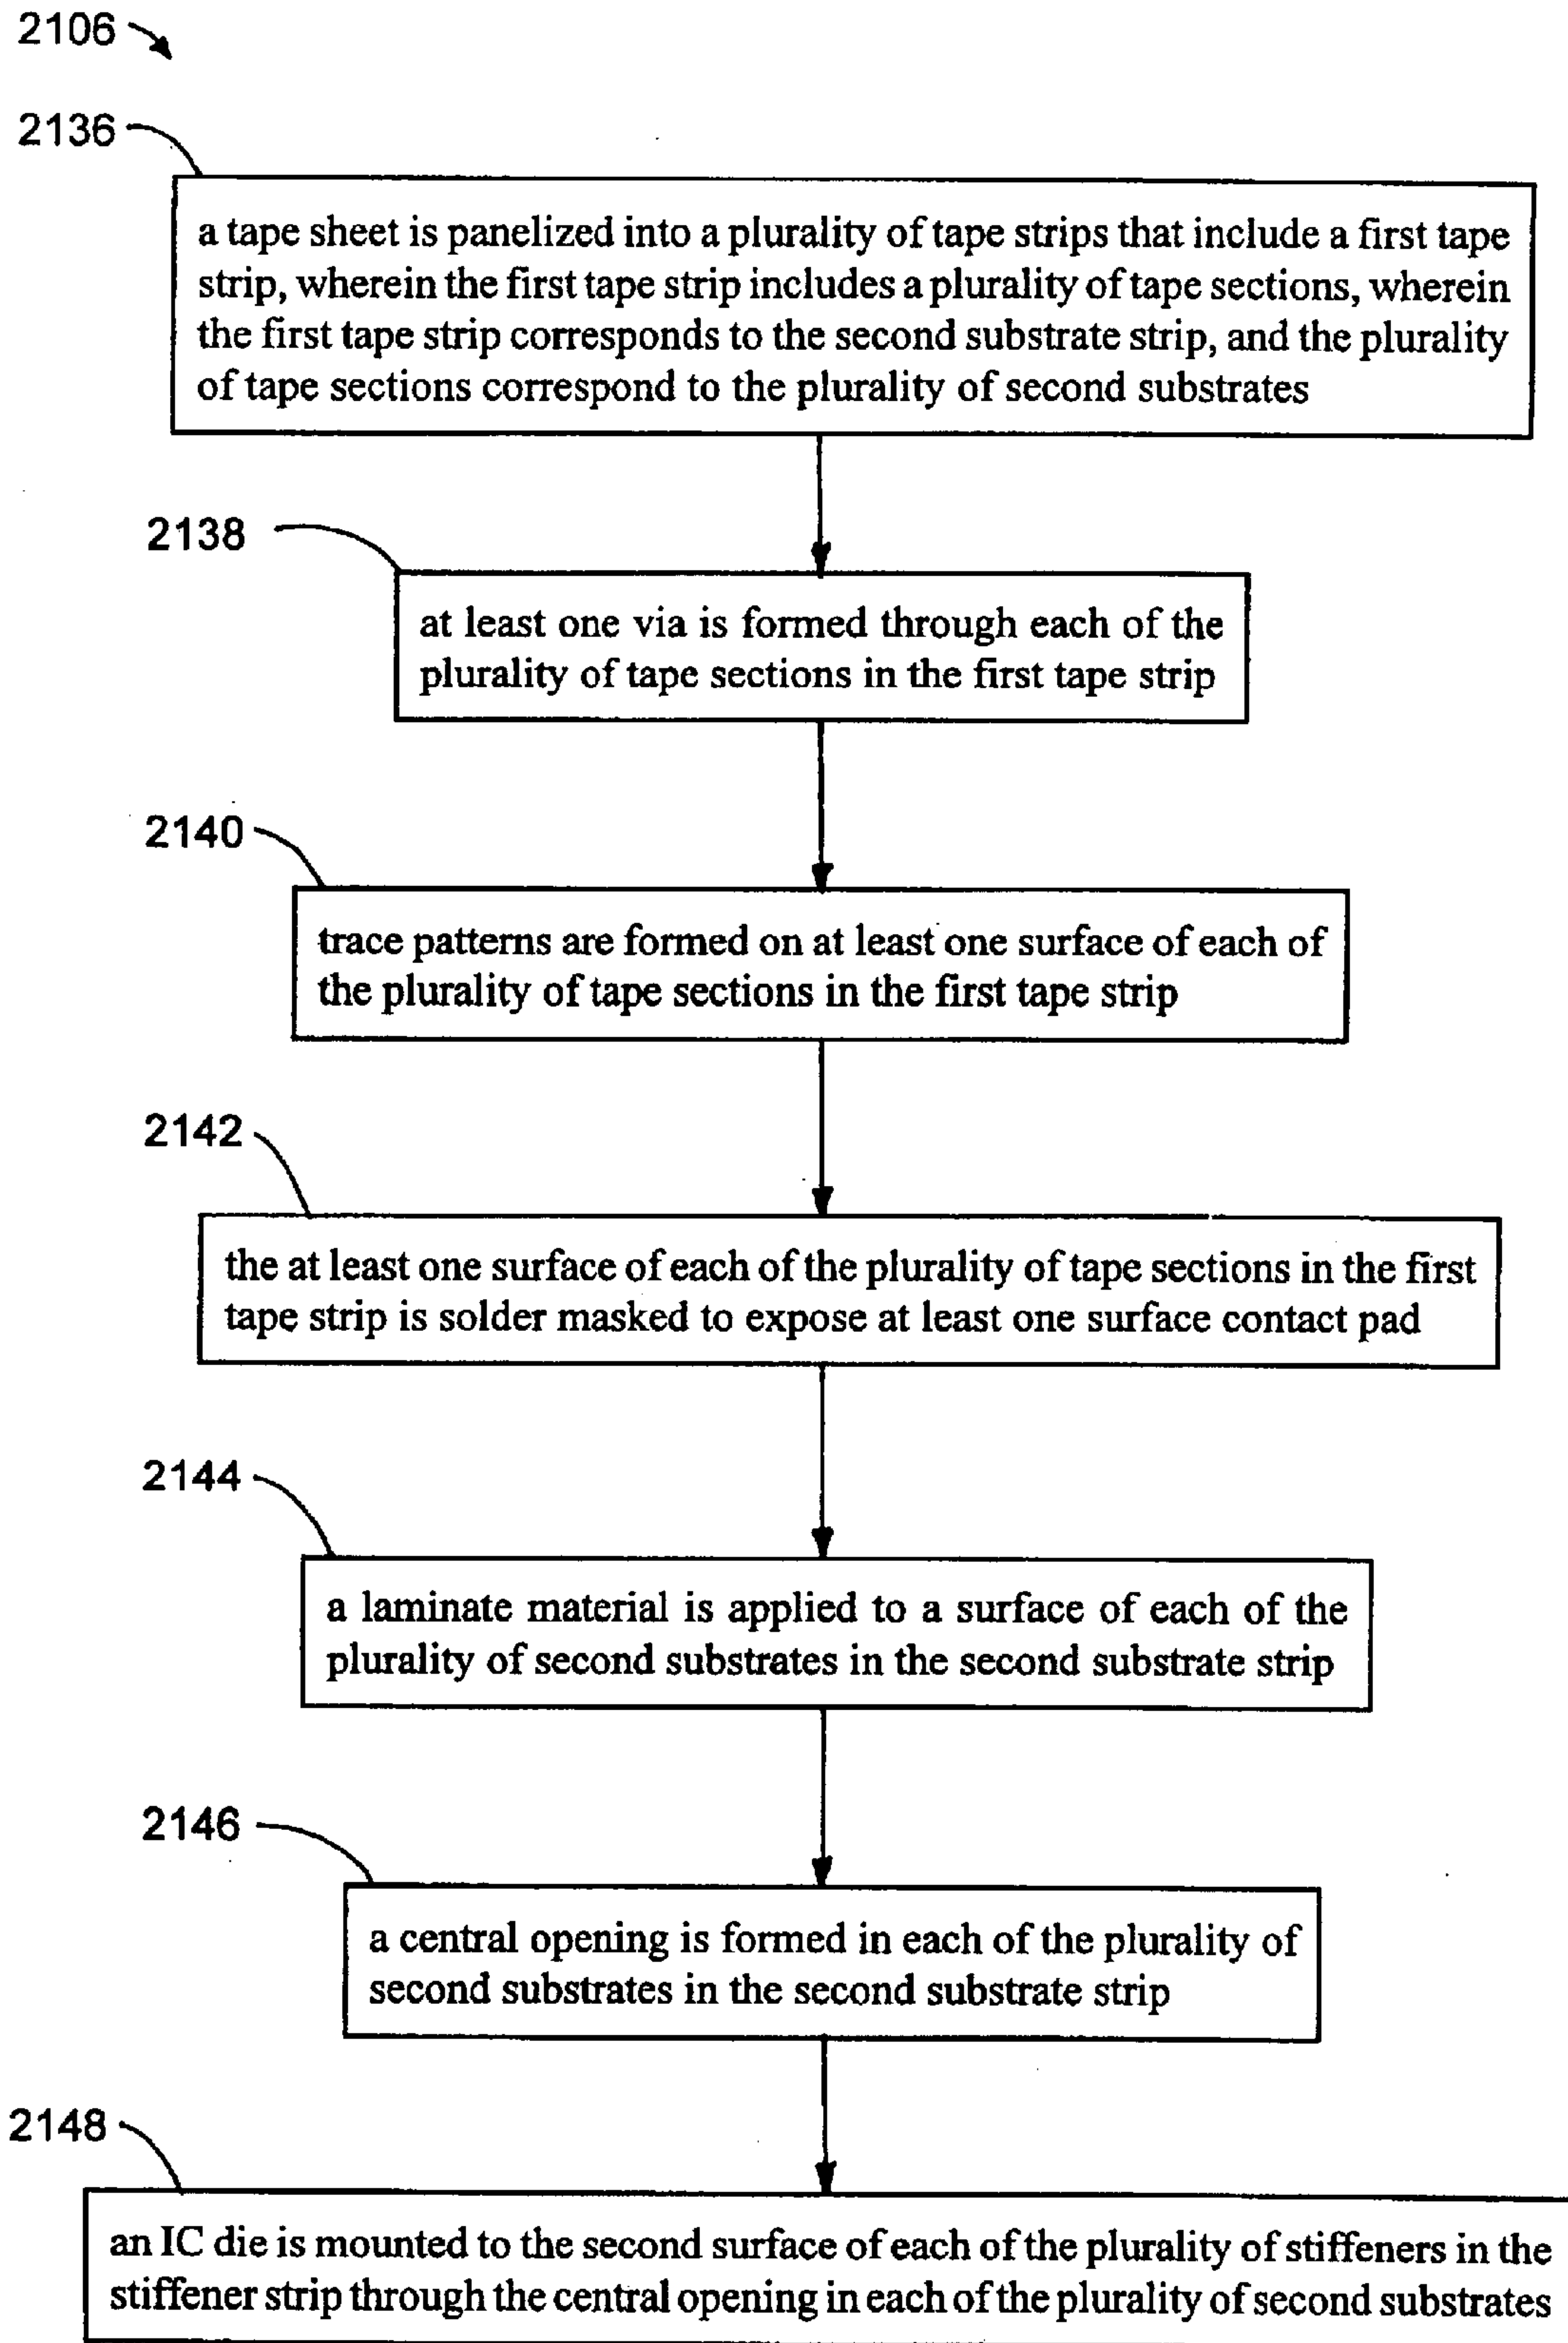 2106
2136
a tape sheet is panelized into a plurality of tape strips that include a first tape
strip, wherein the first tape strip includes a plurality of tape sections, wherein
the first tape strip corresponds to the second substrate strip, and the plurality
of tape sections correspond to the plurality of second substrates
2138
at least one via is formed through each of the
plurality of tape sections in the first tape strip
2140
trace patterns are formed on at least one surface of each of
the plurality of tape sections in the first tape strip
2142
the at least one surface of each of the plurality of tape sections in the first
tape strip is solder masked to expose at least one surface contact pad
2144
a laminate material is applied to a surface of each of the
plurality of second substrates in the second substrate strip
2146
a central opening is formed in each of the plurality of
second substrates in the second substrate strip
2148
an IC die is mounted to the second surface of each of the plurality of stiffeners in the
stiffener strip through the central opening in each of the plurality of second substrates